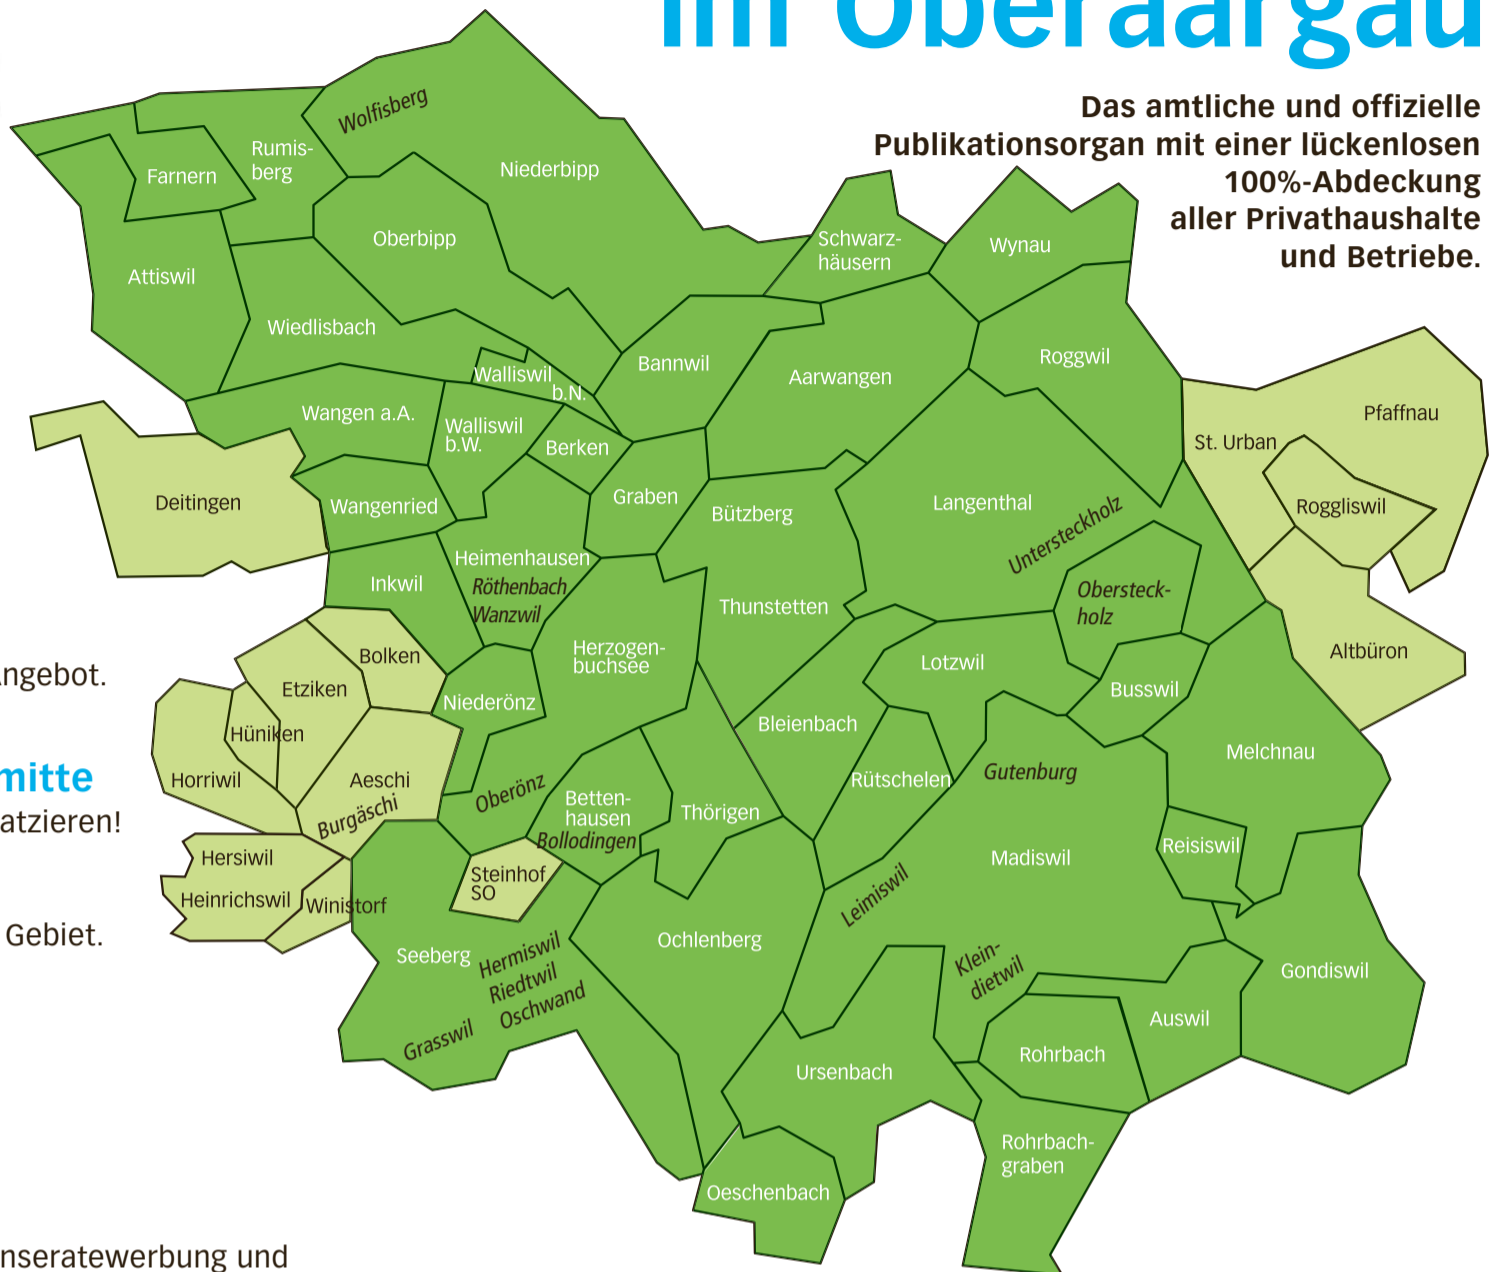 im Oberaargau
Das amtliche und offizielle
Publikationsorgan mit einer lückenlosen
100%-Abdeckung
aller Privathaushalte
und Betriebe.
Wolfisberg
Rumis-
berg
Farnern
Niederbipp
Oberbipp
Attiswil
Schwarz-
häusern
Wynau
Wiedlisbach
Bannwil
Aarwangen
Roggwil
Walliswil
b.N.
Wangen a.A.
Walliswil
b.W.
Berken
Pfaffnau
St. Urban
Roggliswil
Deitingen
Wangenried
Graben
Bützberg
Langenthal
Untersteckholz
Heimenhausen
Röthenbach
Wanzwil
Inkwil
Thunstetten
Obersteck-
holz
Altbüron
Bolken
Herzogen-
buchsee
Lotzwil
Etziken
Niederönz
Busswil
Hüniken
Bleienbach
Melchnau
Horriwil
Aeschi
Burgäschi
Oberönz
Betten-
hausen
Bollodingen
Thörigen
Rütschelen
Gutenburg
Reisiswil
Hersiwil
Heinrichswil
Winistorf
Steinhof
SO
Madiswil
Leimiswil
Seeberg
Hermiswil
Riedtwil
Oschwand
Grasswil
Ochlenberg
Klein-
dietwil
Gondiswil
Auswil
Rohrbach
Ursenbach
Rohrbach-
graben
Oeschenbach
ngebot.
mitte
atzieren!
Gebiet.
nseratewerbung und